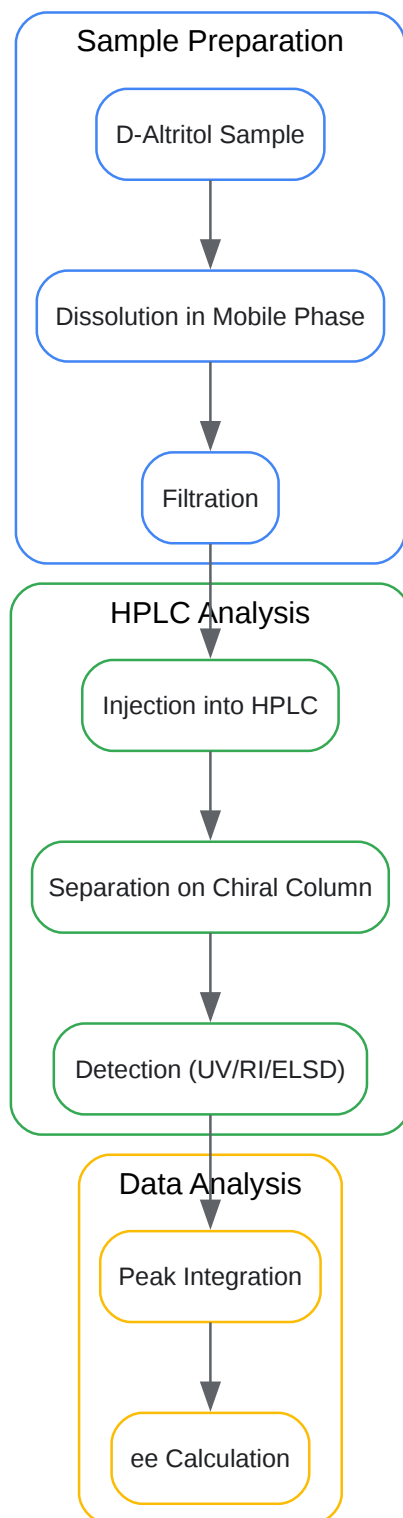 Sample Preparation
D-Altritol Sample
Dissolution in Mobile Phase
Filtration
HPLC Analysis
Injection into HPLC
Separation on Chiral Column
Detection (UV/RI/ELSD)
Data Analysis
Peak Integration
ee Calculation